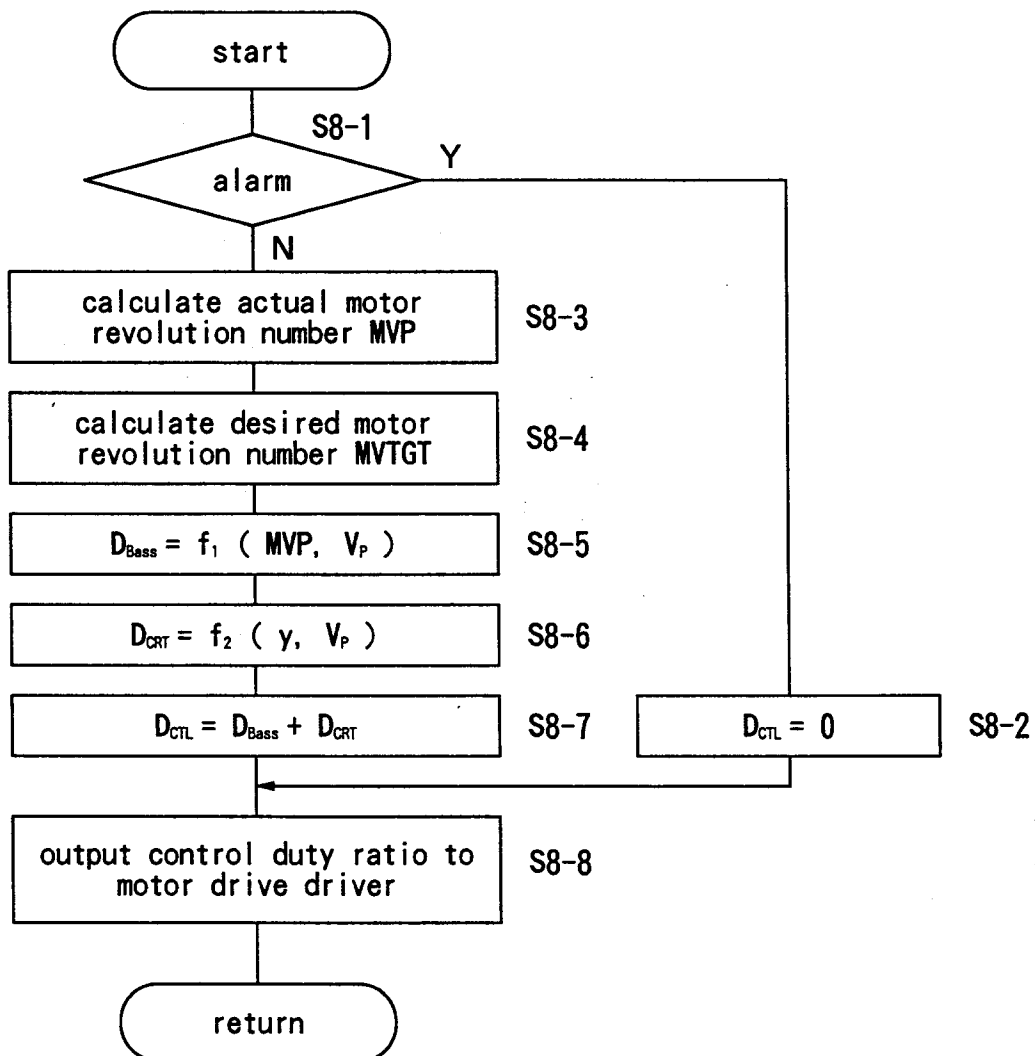 start
S8-1
alarm
Y
N
calculate actual motor
revolution number MVP
S8-3
calculate desired motor
revolution number MVTGT
S8-4
D_Bass = f_1 ( MVP, V_P )
S8-5
D_CRT = f_2 ( y, V_P )
S8-6
D_CTL = D_Bass + D_CRT
S8-7
D_CTL = 0
S8-2
output control duty ratio to
motor drive driver
S8-8
return